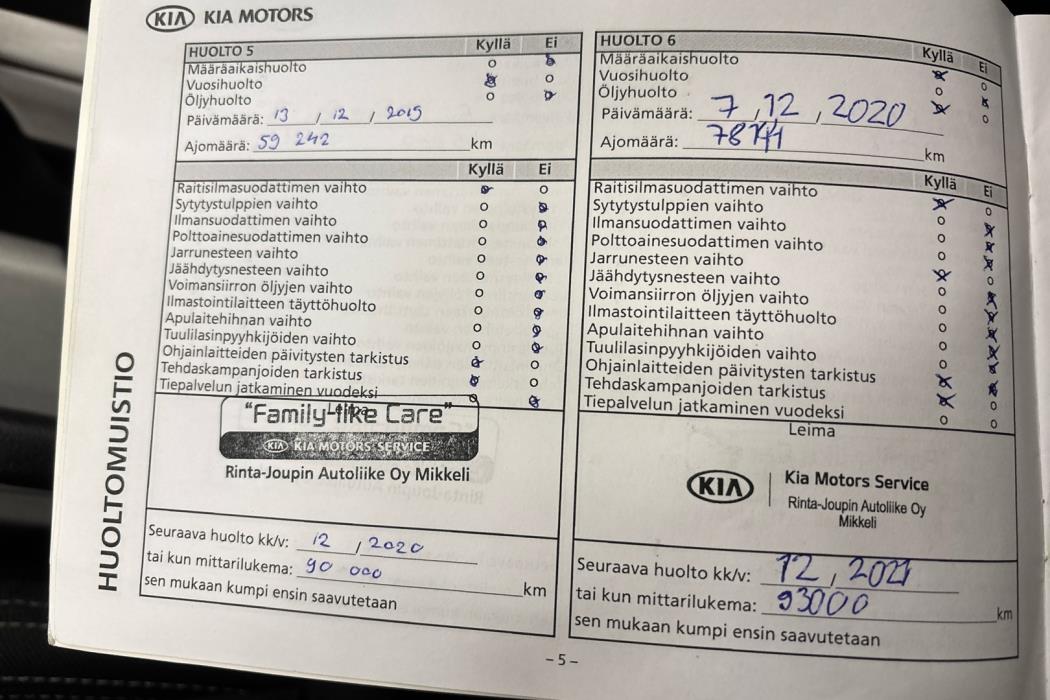 KIA KIA MOTORS
HUOLTO 5 Kyllä Ei
Määräaikaishuolto
Vuosihuolto
Öljyhuolto
Päivämäärä: 13 / 12 / 2019
Ajomäärä: 59 242 km
Kyllä Ei
Raitisilmasuodattimen vaihto
Sytytystulppien vaihto
Ilmansuodattimen vaihto
Polttoainesuodattimen vaihto
Jarrunesteen vaihto
Jäähdytysnesteen vaihto
Voimansiirron öljyjen vaihto
Ilmastointilaitteen täyttöhuolto
Apulaitehihnan vaihto
Tuulilasinpyyhkijöiden vaihto
Ohjainlaitteiden päivitysten tarkistus
Tehdaskampanjoiden tarkistus
Tiepalvelun jatkaminen vuodeksi
"Family-like Care"
KIA KIA MOTORS SERVICE
Rinta-Joupin Autoliike Oy Mikkeli
Seuraava huolto kk/v: 12 / 2020
tai kun mittarilukema: 90 000 km
sen mukaan kumpi ensin saavutetaan
HUOLTO 6 Kyllä Ei
Määräaikaishuolto
Vuosihuolto
Öljyhuolto
Päivämäärä: 7 , 12 , 2020
Ajomäärä: km
Kyllä Ei
Raitisilmasuodattimen vaihto
Sytytystulppien vaihto
Ilmansuodattimen vaihto
Polttoainesuodattimen vaihto
Jarrunesteen vaihto
Jäähdytysnesteen vaihto
Voimansiirron öljyjen vaihto
Ilmastointilaitteen täyttöhuolto
Apulaitehihnan vaihto
Tuulilasinpyyhkijöiden vaihto
Ohjainlaitteiden päivitysten tarkistus
Tehdaskampanjoiden tarkistus
Tiepalvelun jatkaminen vuodeksi
Leima
KIA Kia Motors Service
Rinta-Joupin Autoliike Oy
Mikkeli
Seuraava huolto kk/v: 12 , 2021
tai kun mittarilukema: 93000 km
sen mukaan kumpi ensin saavutetaan
HUOLTOMUISTIO
- 5 -